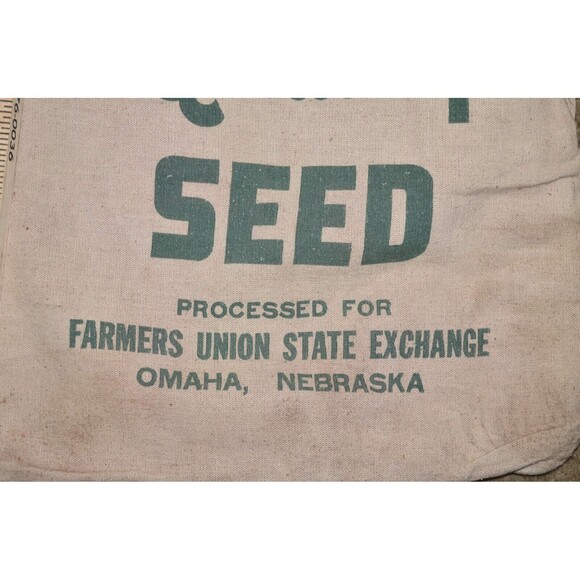 SEED
PROCESSED FOR
FARMERS UNION STATE EXCHANGE
OMAHA, NEBRASKA